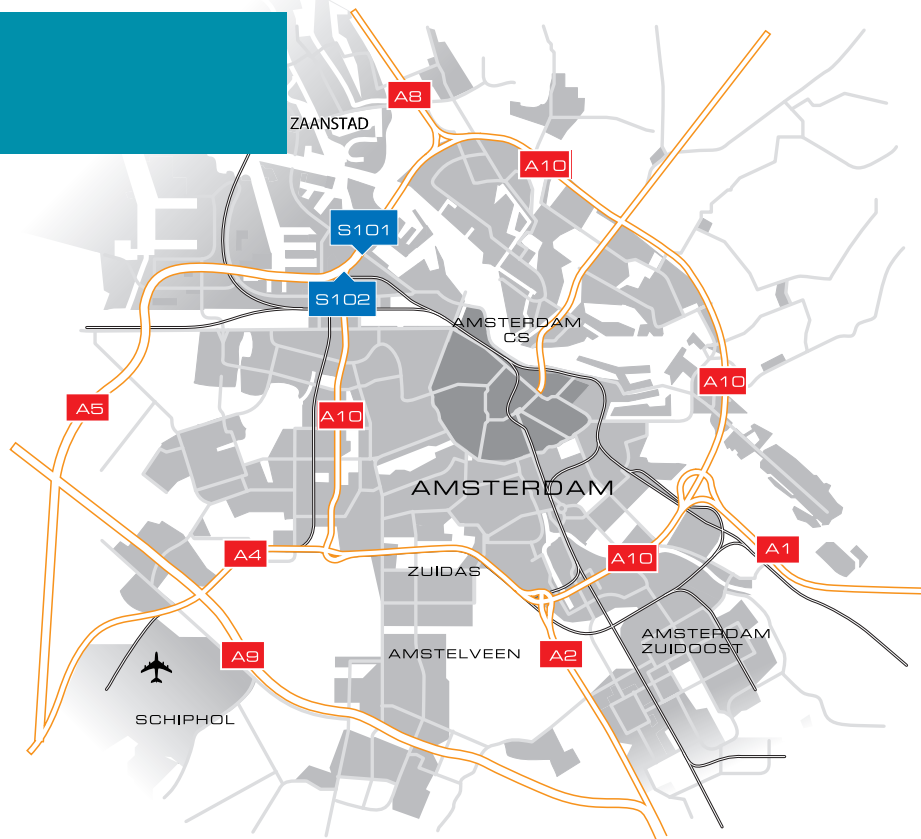 A8
ZAANSTAD
A10
S101
S102
AMSTERDAM
CS
A10
A5
A10
AMSTERDAM
A4
A10
A1
ZUIDAS
AMSTERDAM
ZUIDOOST
A9
AMSTELVEEN
A2
SCHIPHOL